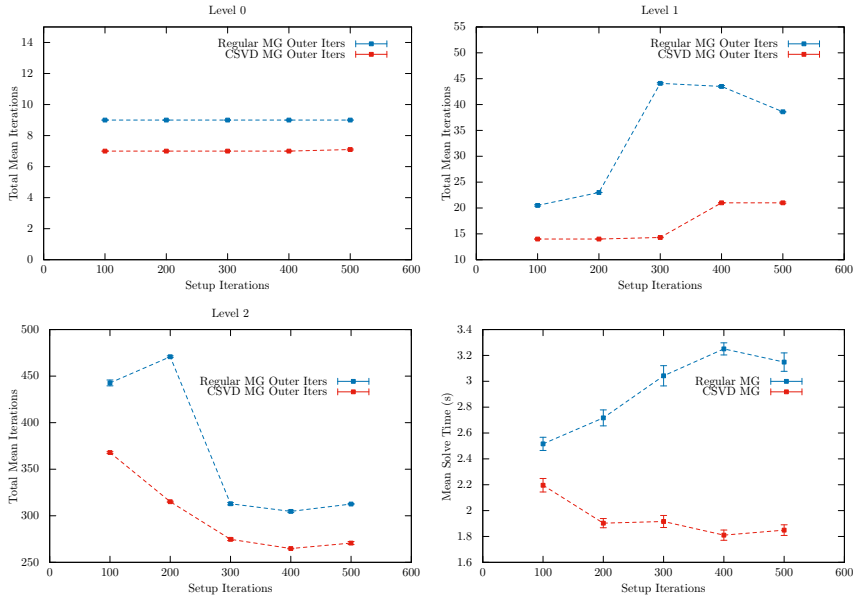 Level 0
Total Mean Iterations
14
12
10
8
6
4
2
0
Regular MG Outer Iters
CSVD MG Outer Iters
0 100 200 300 400 500 600
Setup Iterations
Level 1
Total Mean Iterations
55
50
45
40
35
30
25
20
15
10
Regular MG Outer Iters
CSVD MG Outer Iters
0 100 200 300 400 500 600
Setup Iterations
Level 2
Total Mean Iterations
500
450
400
350
300
250
Regular MG Outer Iters
CSVD MG Outer Iters
0 100 200 300 400 500 600
Setup Iterations
Mean Solve Time (s)
3.4
3.2
3
2.8
2.6
2.4
2.2
2
1.8
1.6
Regular MG
CSVD MG
0 100 200 300 400 500 600
Setup Iterations